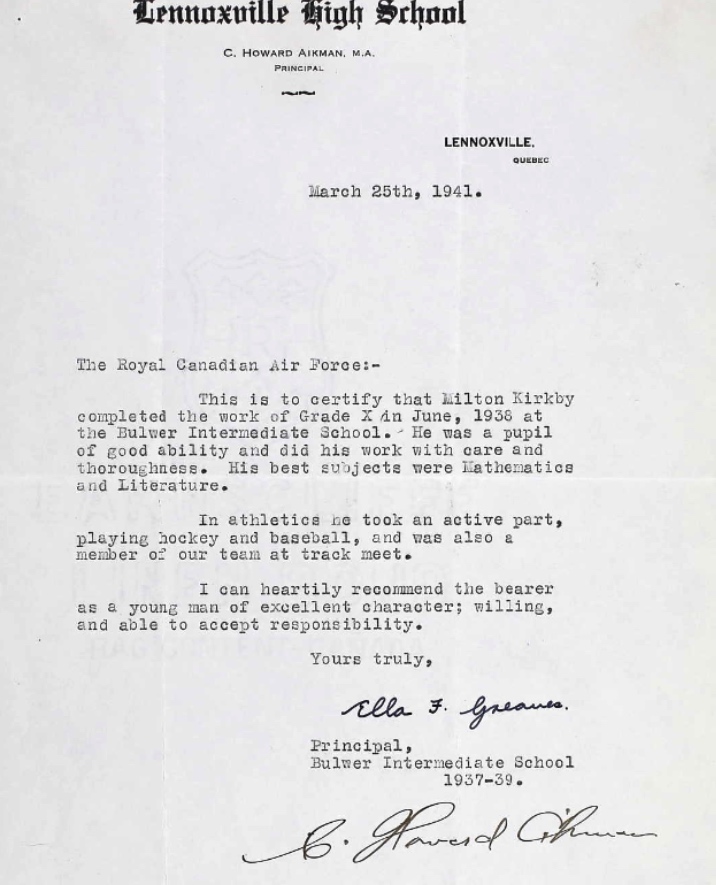 Lennoxville High School
C. HOWARD AIKMAN, M.A.
PRINCIPAL
LENNOXVILLE,
QUEBEC
March 25th, 1941.
The Royal Canadian Air Force:-
This is to certify that Milton Kirkby
completed the work of Grade X in June, 1938 at
the Bulwer Intermediate School. He was a pupil
of good ability and did his work with care and
thoroughness. His best subjects were Mathematics
and Literature.
In athletics he took an active part,
playing hockey and baseball, and was also a
member of our team at track meet.
I can heartily recommend the bearer
as a young man of excellent character; willing,
and able to accept responsibility.
Yours truly,
Ella F. Greaves.
Principal,
Bulwer Intermediate School
1937-39.
C. Howard Aikman